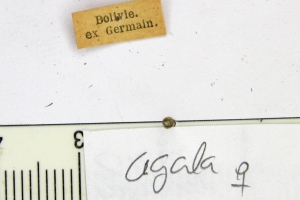 Bolivie.
ex Germain.
3
agala ♀